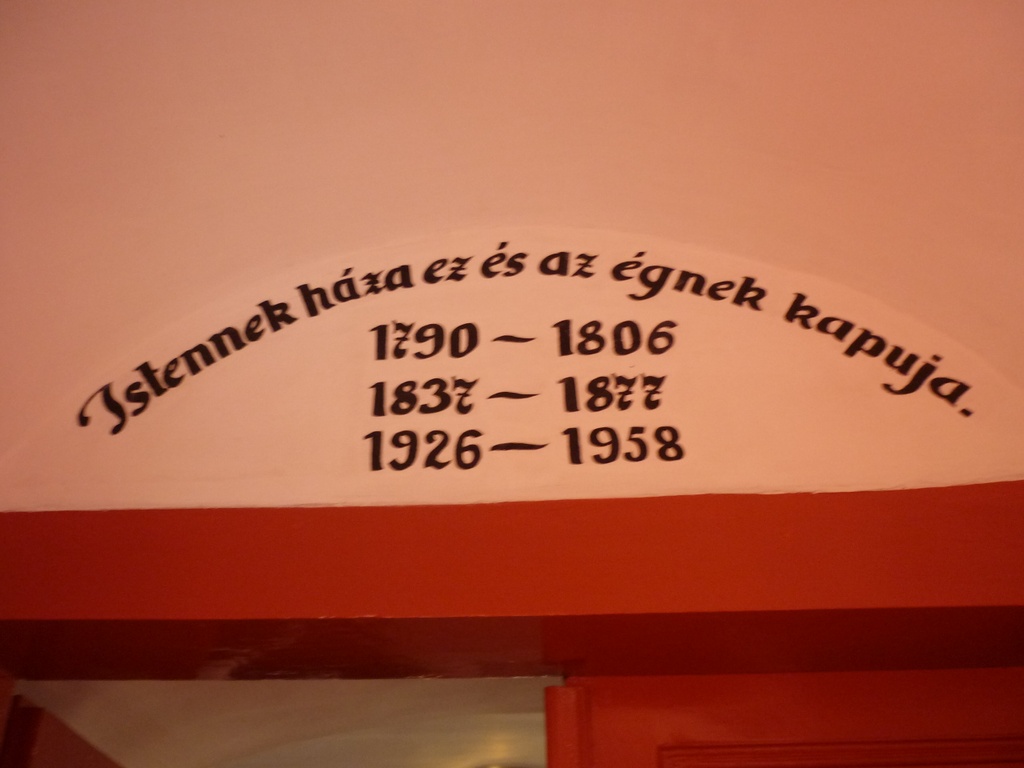 Istennek háza ez és az égnek kapuja.
1790 – 1806
1837 – 1877
1926 – 1958